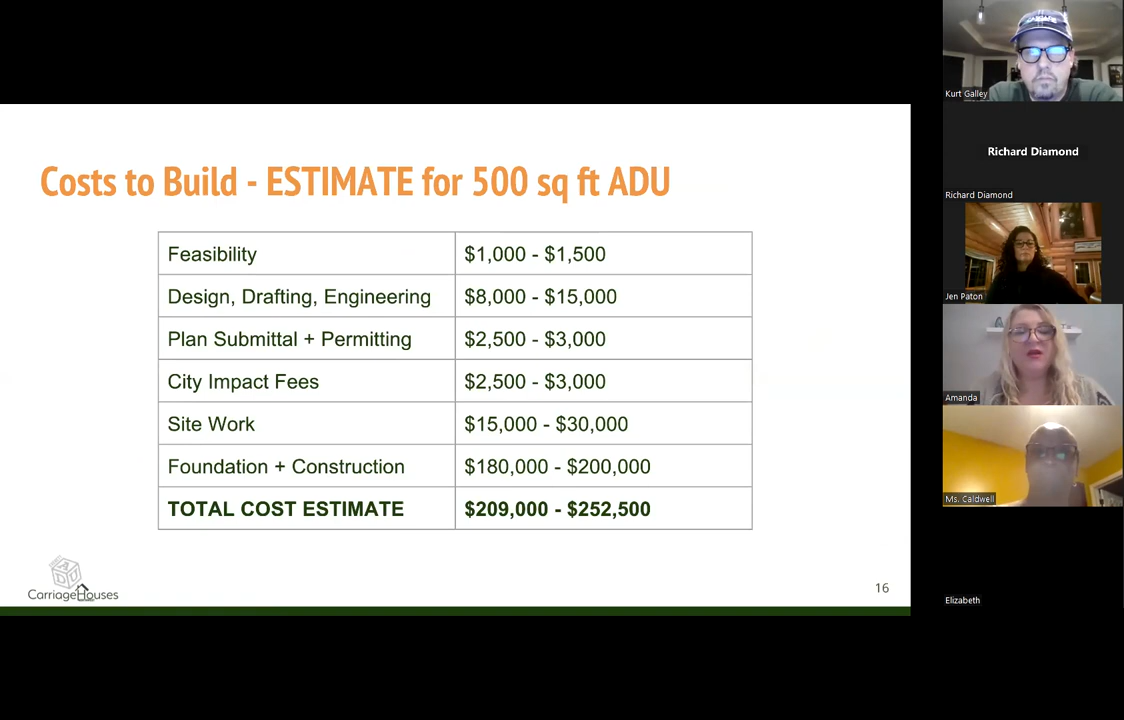 Costs to Build - ESTIMATE for 500 sq ft ADU
Feasibility $1,000 - $1,500
Design, Drafting, Engineering $8,000 - $15,000
Plan Submittal + Permitting $2,500 - $3,000
City Impact Fees $2,500 - $3,000
Site Work $15,000 - $30,000
Foundation + Construction $180,000 - $200,000
TOTAL COST ESTIMATE $209,000 - $252,500
ADU
CarriageHouses
16
Kurt Galley
Richard Diamond
Richard Diamond
Jen Paton
Amanda
Ms. Caldwell
Elizabeth